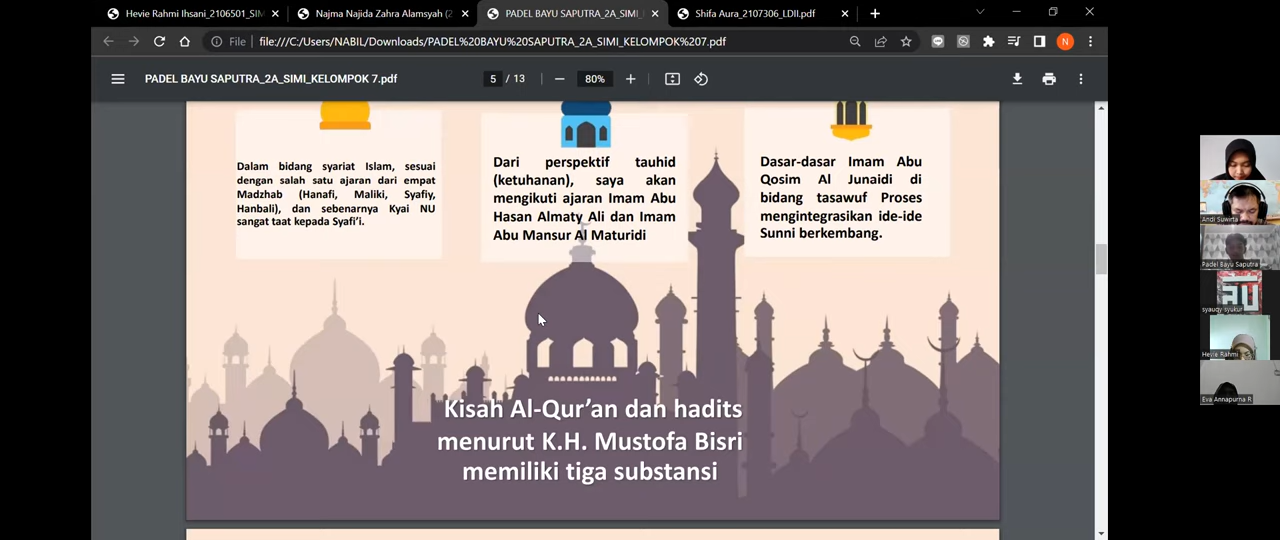 Hevie Rahmi Ihsani_2106501_SIM
Najma Najida Zahra Alamsyah (2
PADEL BAYU SAPUTRA_2A_SIMI_
Shifa Aura_2107306_LDII.pdf
File
file:///C:/Users/NABIL/Downloads/PADEL%20BAYU%20SAPUTRA_2A_SIMI_KELOMPOK%207.pdf
N
PADEL BAYU SAPUTRA_2A_SIMI_KELOMPOK 7.pdf
5 / 13
80%
Dalam bidang syariat Islam, sesuai
dengan salah satu ajaran dari empat
Madzhab (Hanafi, Maliki, Syafiy,
Hanbali), dan sebenarnya Kyai NU
sangat taat kepada Syafi'i.
Dari perspektif tauhid
(ketuhanan), saya akan
mengikuti ajaran Imam Abu
Hasan Almaty Ali dan Imam
Abu Mansur Al Maturidi
Dasar-dasar Imam Abu
Qosim Al Junaidi di
bidang tasawuf Proses
mengintegrasikan ide-ide
Sunni berkembang.
Kisah Al-Qur'an dan hadits
menurut K.H. Mustofa Bisri
memiliki tiga substansi
Andi Suwirta
Padel Bayu Saputra
syauqy syukur
Hevie Rahmi
Eva Annapurna R